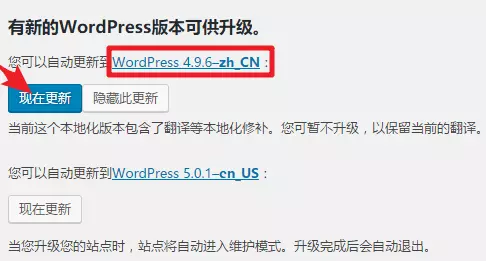 有新的WordPress版本可供升级。
您可以自动更新到WordPress 4.9.6–zh_CN：
现在更新 隐藏此更新
当前这个本地化版本包含了翻译等本地化修补。您可暂不升级，以保留当前的翻译。
您可以自动更新到WordPress 5.0.1–cn_US：
现在更新
当您升级您的站点时，站点将自动进入维护模式。升级完成后会自动退出。